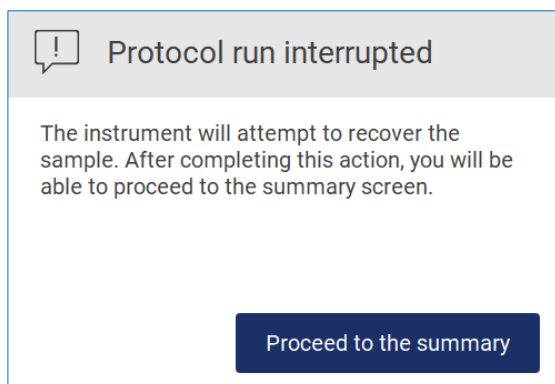 Protocol run interrupted
The instrument will attempt to recover the
sample. After completing this action, you will be
able to proceed to the summary screen.
Proceed to the summary